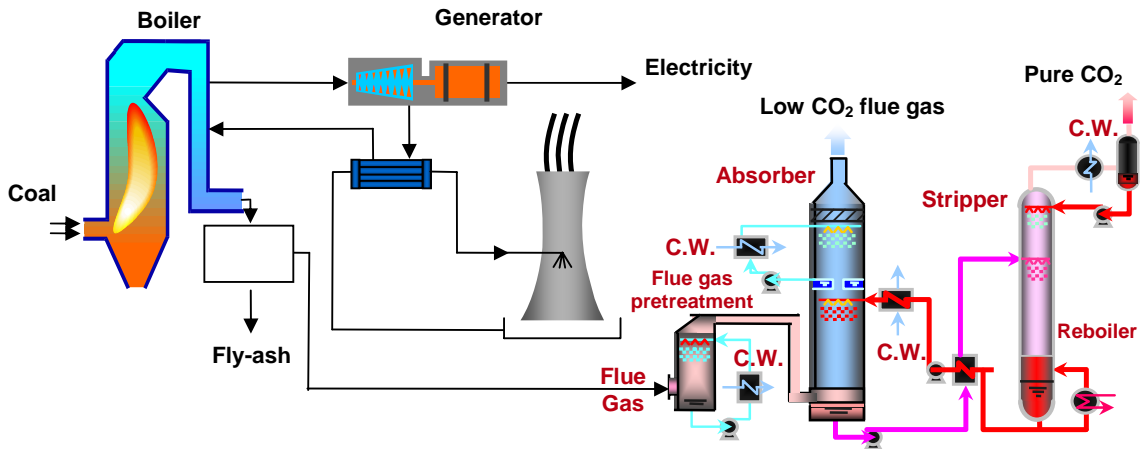 Boiler
Generator
Electricity
Pure CO₂
Low CO₂ flue gas
C.W.
Coal
Absorber
Stripper
C.W.
Flue gas
pretreatment
Reboiler
Fly-ash
C.W.
C.W.
Flue
Gas